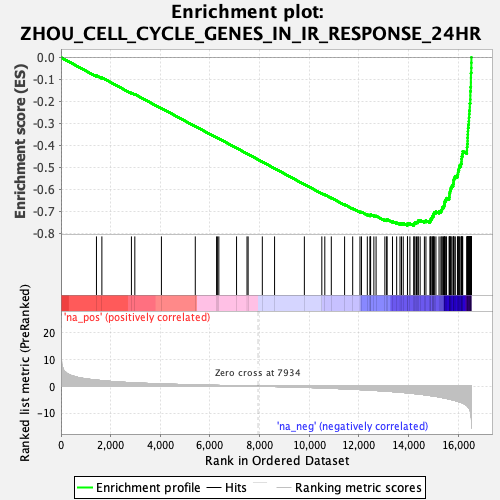 Enrichment plot:
ZHOU_CELL_CYCLE_GENES_IN_IR_RESPONSE_24HR
Enrichment score (ES)
0.0
-0.1
-0.2
-0.3
-0.4
-0.5
-0.6
-0.7
-0.8
'na_pos' (positively correlated)
Ranked list metric (PreRanked)
20
10
0
-10
Zero cross at 7934
'na_neg' (negatively correlated)
0
2,000
4,000
6,000
8,000
10,000
12,000
14,000
16,000
Rank in Ordered Dataset
Enrichment profile
Hits
Ranking metric scores